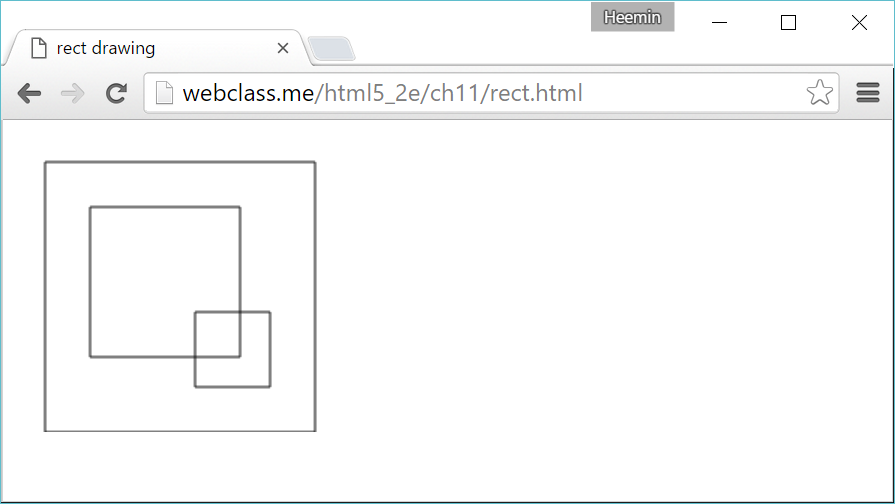 Heemin
rect drawing
webclass.me/html5_2e/ch11/rect.html